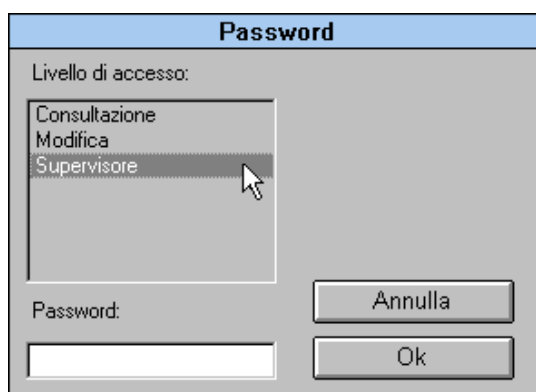 Password
Livello di accesso:
Consultazione
Modifica
Supervisore
Annulla
Password:
Ok